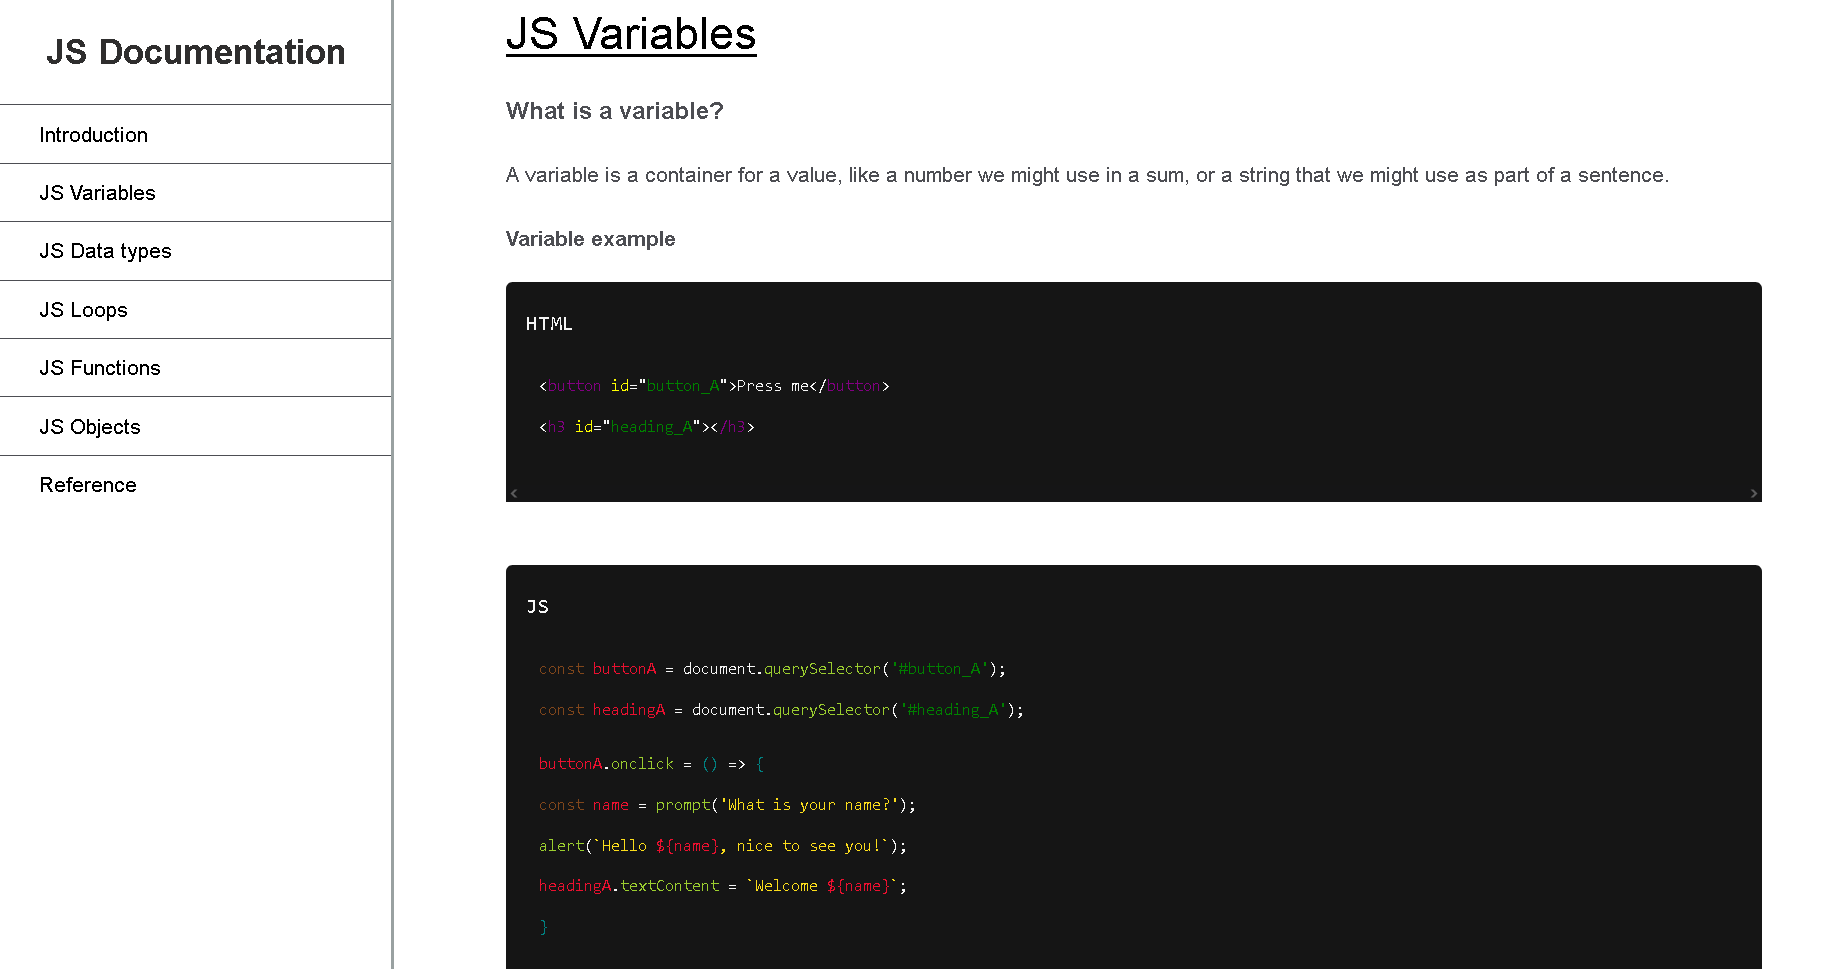 JS Documentation
Introduction
JS Variables
JS Data types
JS Loops
JS Functions
JS Objects
Reference
JS Variables
What is a variable?
A variable is a container for a value, like a number we might use in a sum, or a string that we might use as part of a sentence.
Variable example
HTML
<button id="button_A">Press me</button>
<h3 id="heading_A"></h3>
JS
const buttonA = document.querySelector('#button_A');
const headingA = document.querySelector('#heading_A');
buttonA.onclick = () => {
const name = prompt('What is your name?');
alert(`Hello ${name}, nice to see you!`);
headingA.textContent = `Welcome ${name}`;
}